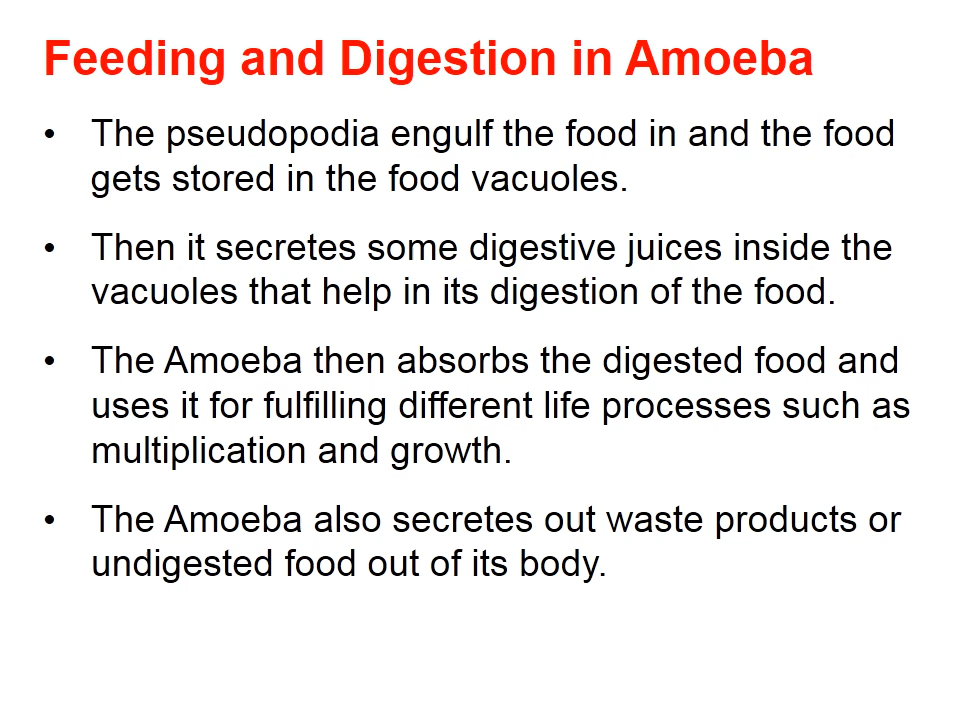 Feeding and Digestion in Amoeba
• The pseudopodia engulf the food in and the food
gets stored in the food vacuoles.
• Then it secretes some digestive juices inside the
vacuoles that help in its digestion of the food.
• The Amoeba then absorbs the digested food and
uses it for fulfilling different life processes such as
multiplication and growth.
• The Amoeba also secretes out waste products or
undigested food out of its body.